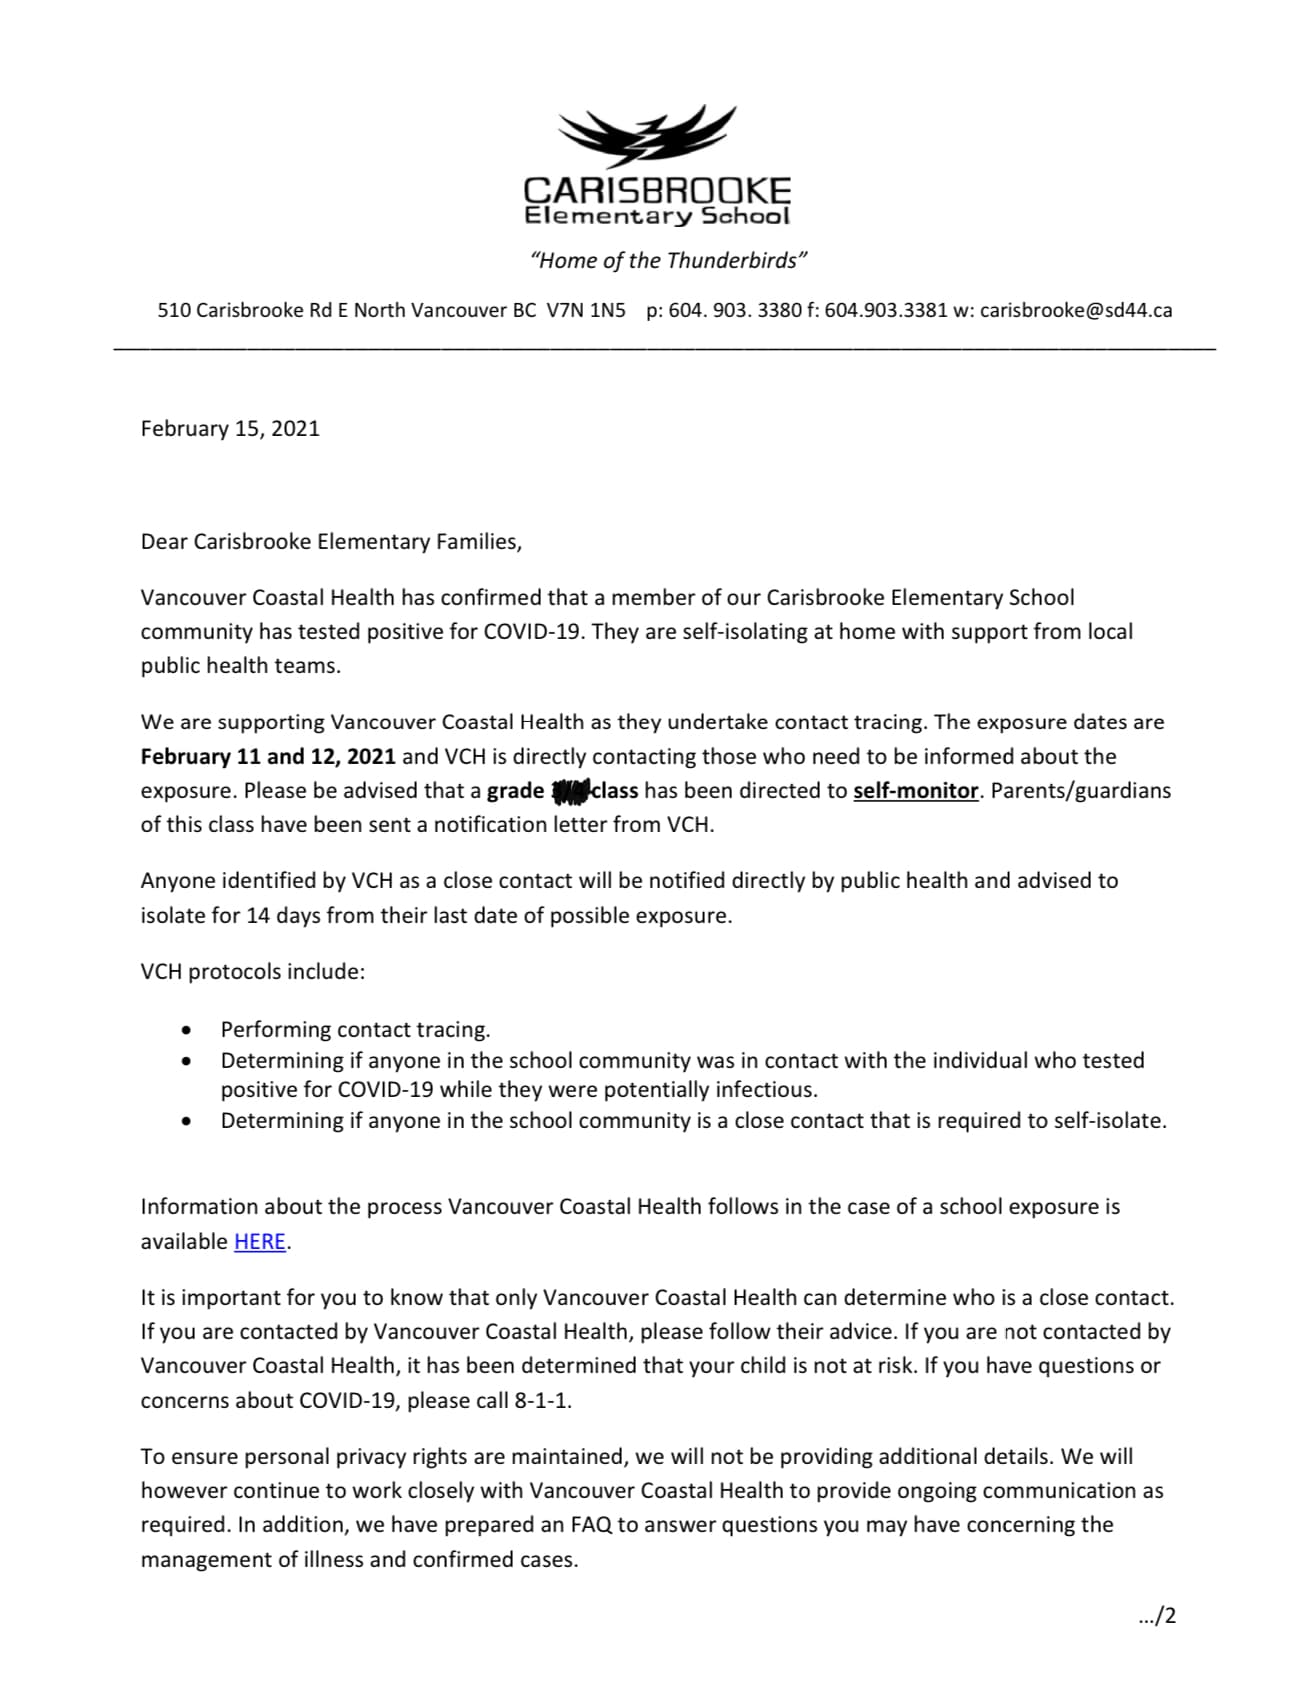 CARISBROOKE
Elementary School
“Home of the Thunderbirds”
510 Carisbrooke Rd E North Vancouver BC V7N 1N5 p: 604. 903. 3380 f: 604.903.3381 w: carisbrooke@sd44.ca
February 15, 2021
Dear Carisbrooke Elementary Families,
Vancouver Coastal Health has confirmed that a member of our Carisbrooke Elementary School
community has tested positive for COVID-19. They are self-isolating at home with support from local
public health teams.
We are supporting Vancouver Coastal Health as they undertake contact tracing. The exposure dates are
February 11 and 12, 2021 and VCH is directly contacting those who need to be informed about the
exposure. Please be advised that a grade class has been directed to self-monitor. Parents/guardians
of this class have been sent a notification letter from VCH.
Anyone identified by VCH as a close contact will be notified directly by public health and advised to
isolate for 14 days from their last date of possible exposure.
VCH protocols include:
• Performing contact tracing.
• Determining if anyone in the school community was in contact with the individual who tested
positive for COVID-19 while they were potentially infectious.
• Determining if anyone in the school community is a close contact that is required to self-isolate.
Information about the process Vancouver Coastal Health follows in the case of a school exposure is
available HERE.
It is important for you to know that only Vancouver Coastal Health can determine who is a close contact.
If you are contacted by Vancouver Coastal Health, please follow their advice. If you are not contacted by
Vancouver Coastal Health, it has been determined that your child is not at risk. If you have questions or
concerns about COVID-19, please call 8-1-1.
To ensure personal privacy rights are maintained, we will not be providing additional details. We will
however continue to work closely with Vancouver Coastal Health to provide ongoing communication as
required. In addition, we have prepared an FAQ to answer questions you may have concerning the
management of illness and confirmed cases.
…/2